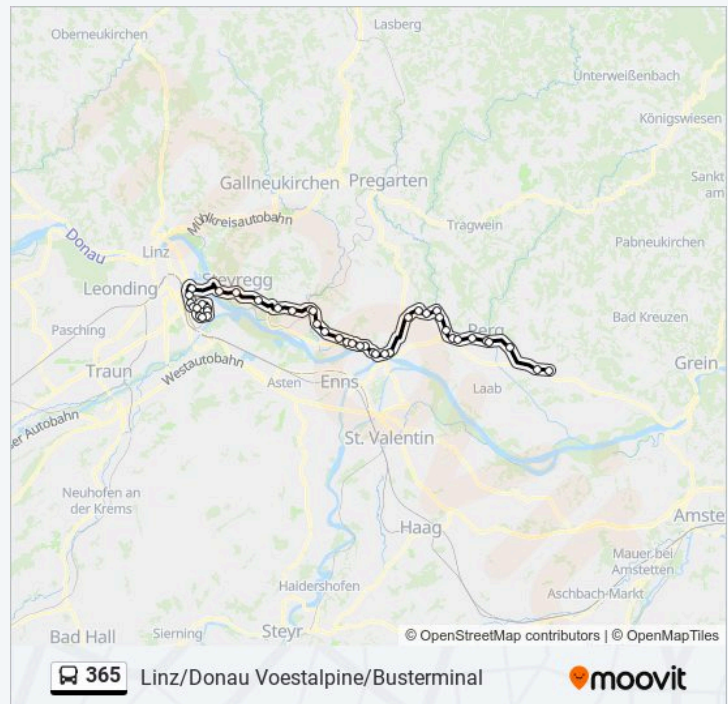 Lasberg
Oberneukirchen
Unterweißenbach
Königswiesen
Gallneukirchen
Pregarten
Sankt
am
Mühlkreisautobahn
Tragwein
Donau
Linz
Pabneukirchen
Leonding
Steyregg
Bad Kreuzen
Pasching
Perg
Westautobahn
Grein
Traun
Asten
Enns
Laab
er Autobahn
St. Valentin
Neuhofen an
der Krems
Amste
Haag
Mauer bei
Amstetten
Haidershofen
Aschbach-Markt
Steyr
Bad Hall
Sierning
© OpenStreetMap contributors | © OpenMapTiles
365 Linz/Donau Voestalpine/Busterminal
moovit